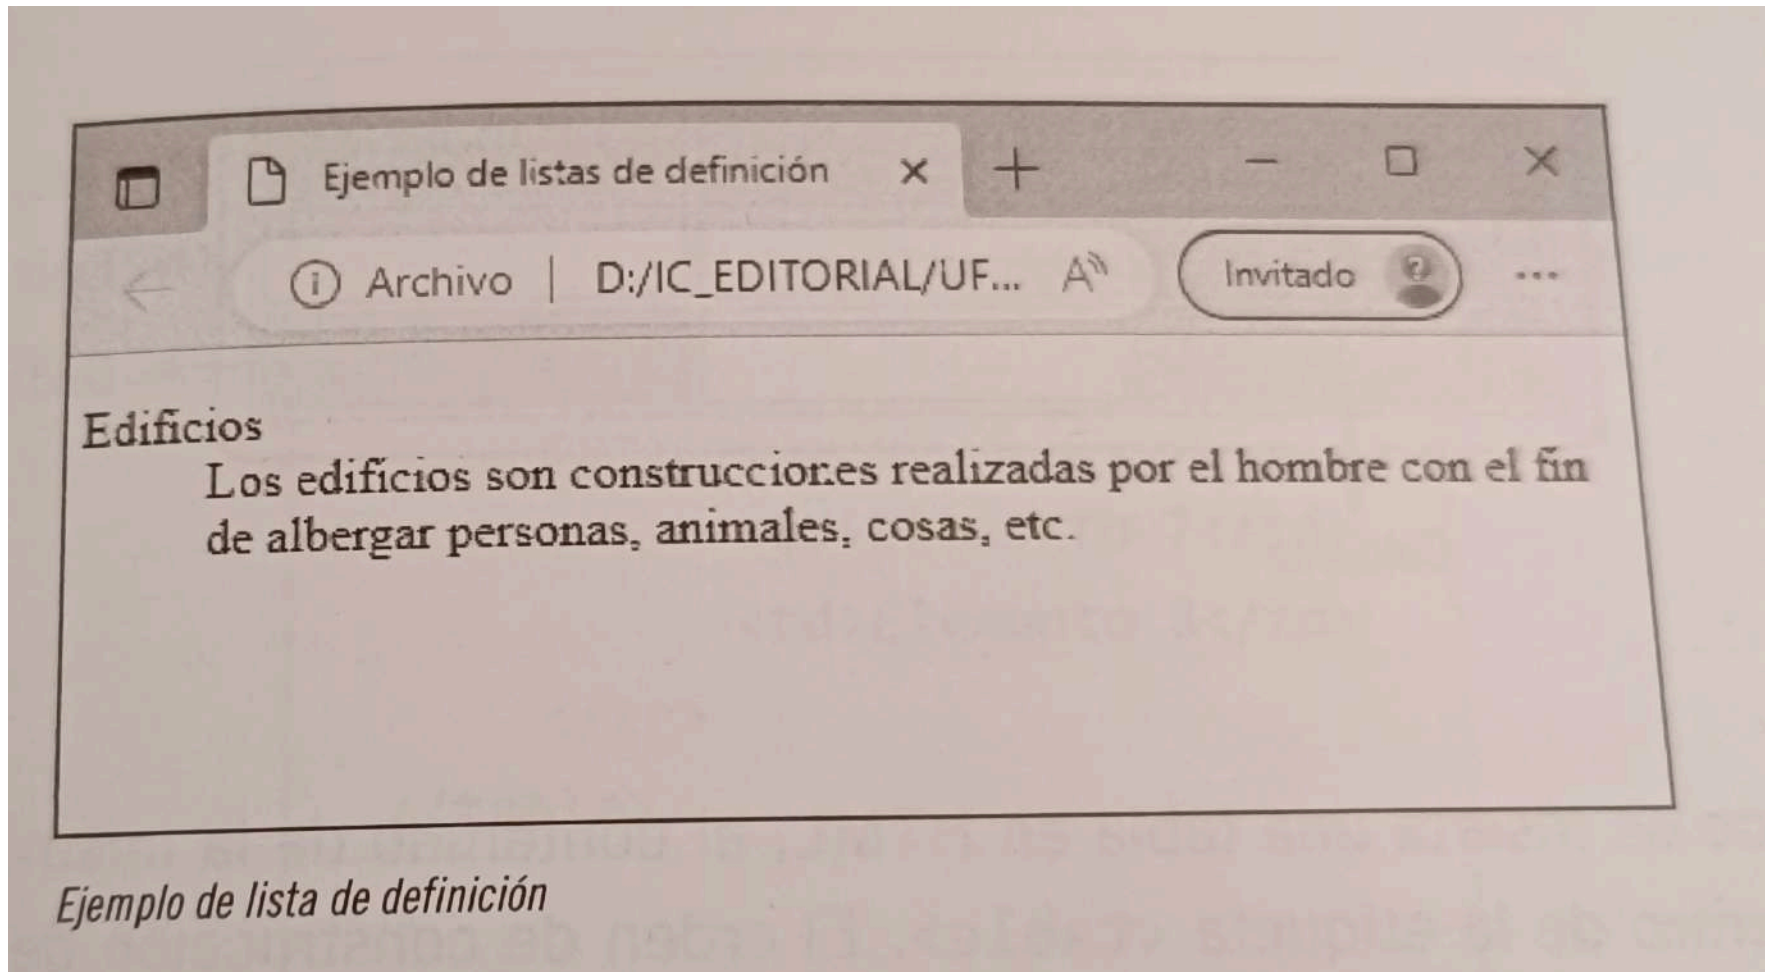 Ejemplo de listas de definición
Archivo | D:/IC_EDITORIAL/UF... A Invitado
Edificios
Los edificios son construcciones realizadas por el hombre con el fin
de albergar personas, animales, cosas, etc.
Ejemplo de lista de definición